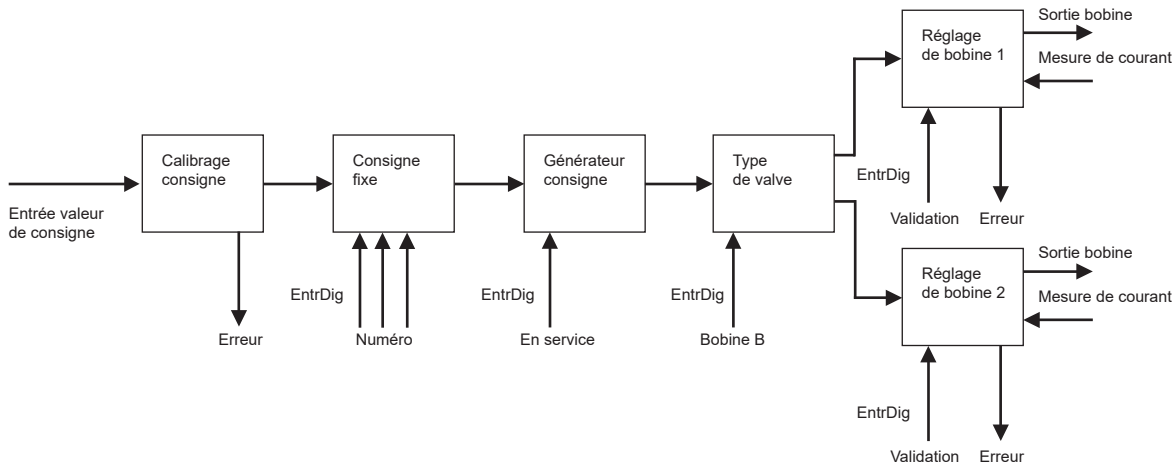 Sortie bobine
Réglage
de bobine 1
Mesure de courant
Calibrage
consigne
Consigne
fixe
Générateur
consigne
Type
de valve
EntrDig
Entrée valeur
de consigne
Validation
Erreur
Sortie bobine
Réglage
de bobine 2
Mesure de courant
EntrDig
EntrDig
EntrDig
Erreur
Numéro
En service
Bobine B
EntrDig
Validation
Erreur